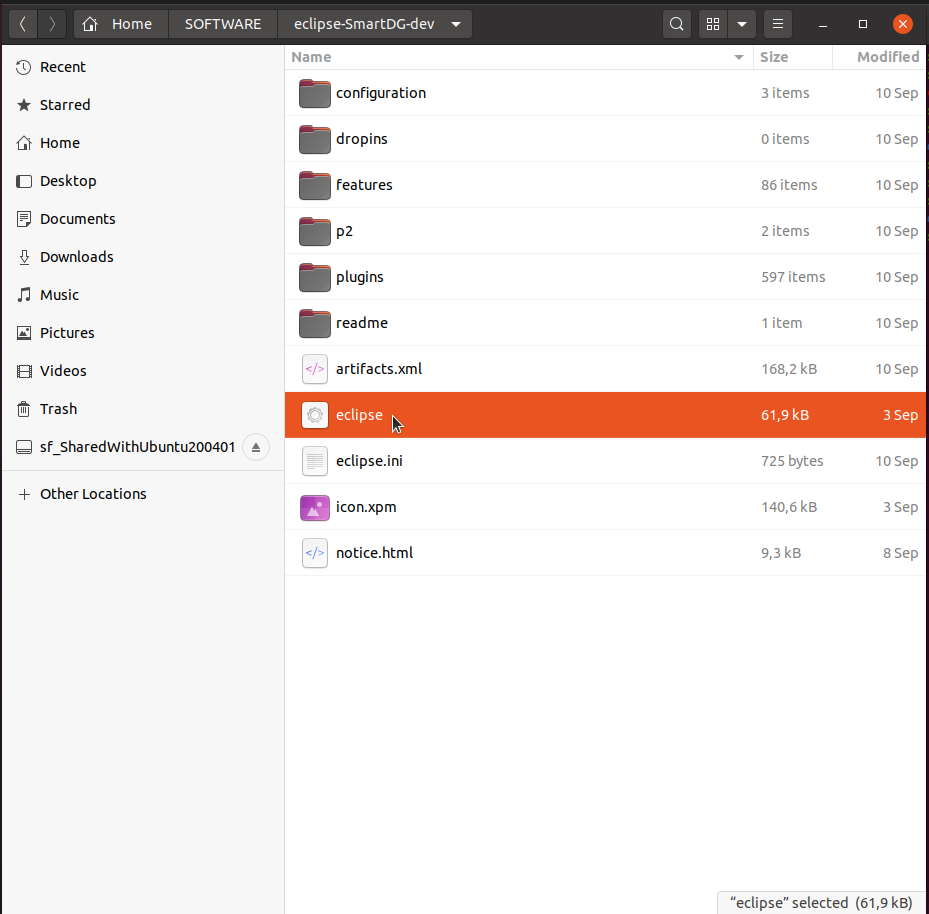 Home SOFTWARE eclipse-SmartDG-dev
Name Size Modified
Recent
Starred
Home
Desktop
Documents
Downloads
Music
Pictures
Videos
Trash
sf_SharedWithUbuntu200401
Other Locations
configuration 3 items 10 Sep
dropins 0 items 10 Sep
features 86 items 10 Sep
p2 2 items 10 Sep
plugins 597 items 10 Sep
readme 1 item 10 Sep
artifacts.xml 168,2 kB 10 Sep
eclipse 61,9 kB 3 Sep
eclipse.ini 725 bytes 10 Sep
icon.xpm 140,6 kB 3 Sep
notice.html 9,3 kB 8 Sep
“eclipse” selected (61,9 kB)